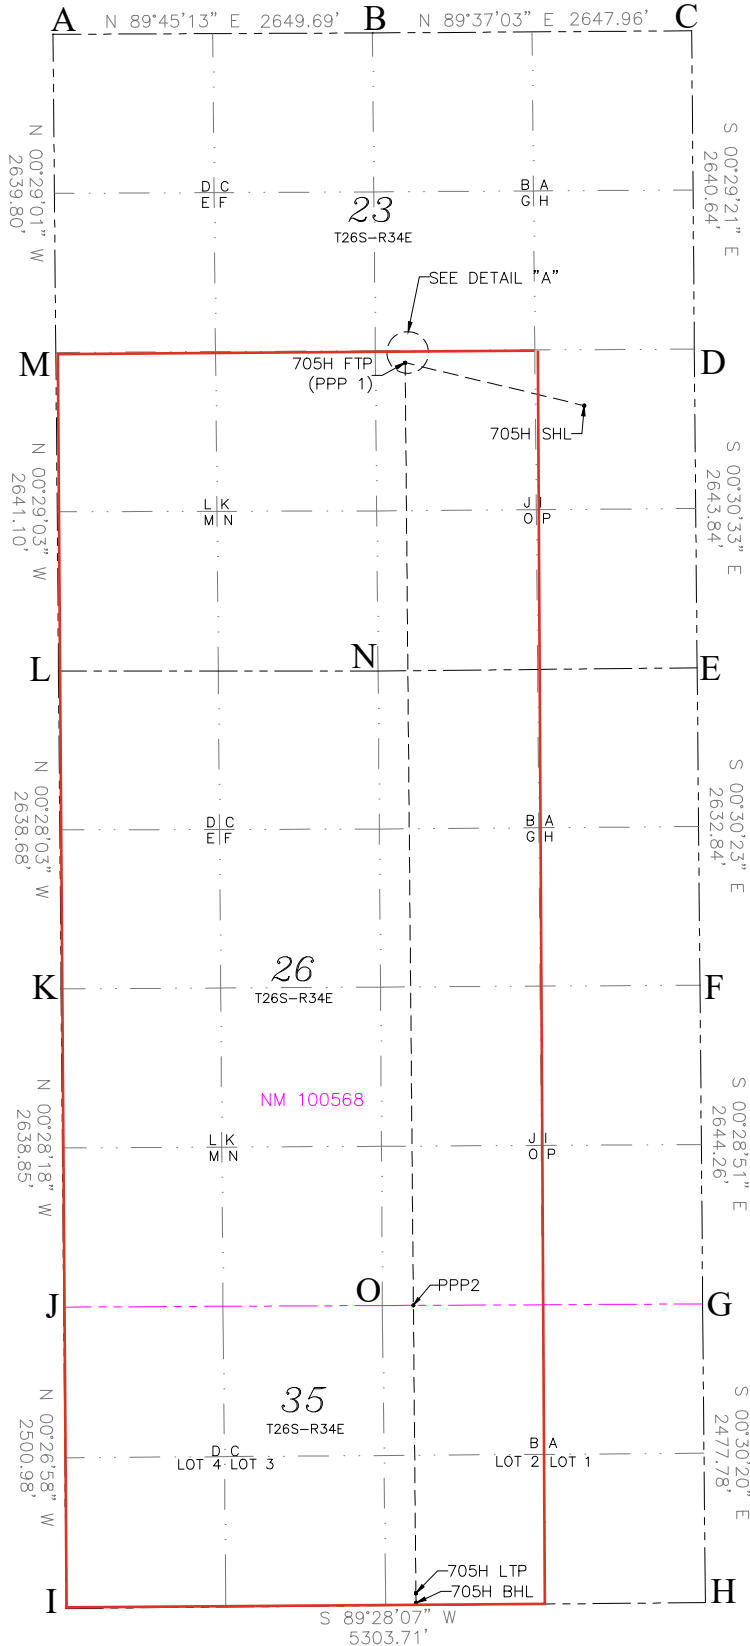 A
N 89°45'13" E 2649.69'
B
N 89°37'03" E 2647.96'
C
N 00°29'01" W
2639.80'
S 00°29'21" E
2640.64'
D C
E F
B A
G H
23
T26S-R34E
SEE DETAIL "A"
M
705H FTP
(PPP 1)
D
705H SHL
N 00°29'03" W
2641.10'
S 00°30'33" E
2643.84'
L K
M N
J I
O P
L
N
E
N 00°28'03" W
2638.68'
S 00°30'23" E
2632.84'
D C
E F
B A
G H
26
T26S-R34E
K
F
NM 100568
N 00°28'18" W
2638.85'
S 00°28'51" E
2644.26'
L K
M N
J I
O P
J
O
PPP2
G
N 00°26'58" W
2500.98'
S 00°30'20" E
2477.78'
35
T26S-R34E
D C
LOT 4 LOT 3
B A
LOT 2 LOT 1
705H LTP
705H BHL
I
H
S 89°28'07" W
5303.71'